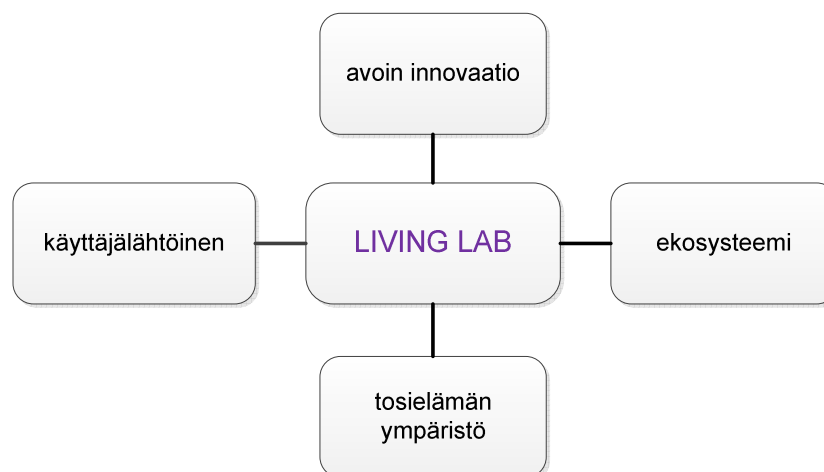 avoin innovaatio
käyttäjälähtöinen
LIVING LAB
ekosysteemi
tosielämän
ympäristö